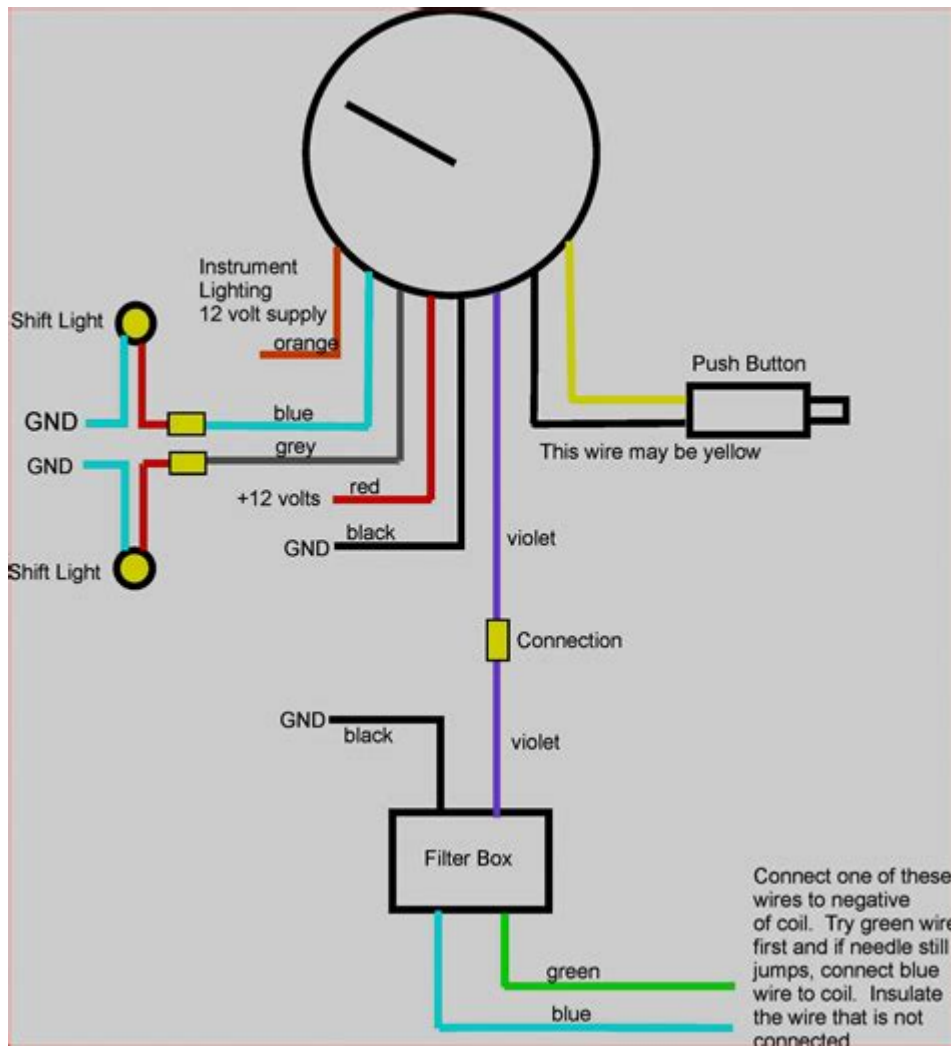 Instrument
Lighting
12 volt supply
orange
Shift Light
Push Button
GND
blue
grey
This wire may be yellow
GND
+12 volts
red
black
GND
violet
Shift Light
Connection
GND
black
violet
Filter Box
Connect one of these
wires to negative
of coil. Try green wire
first and if needle still
jumps, connect blue
wire to coil. Insulate
the wire that is not
connected
green
blue